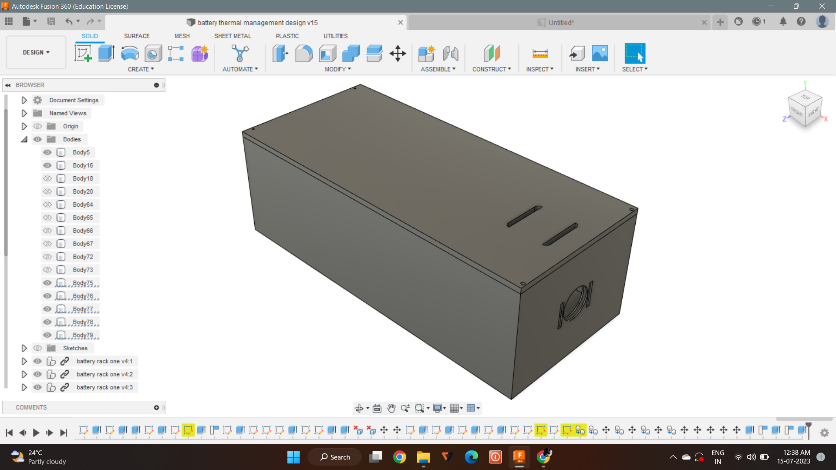 Autodesk Fusion 360 (Education License)
battery thermal management design v15
Untitled*
1
DESIGN
SOLID
SURFACE
MESH
SHEET METAL
PLASTIC
UTILITIES
CREATE
AUTOMATE
MODIFY
ASSEMBLE
CONSTRUCT
INSPECT
INSERT
SELECT
BROWSER
Document Settings
Named Views
Origin
Bodies
Body5
Body16
Body18
Body20
Body64
Body65
Body66
Body67
Body72
Body73
Body75
Body76
Body77
Body78
Body79
Sketches
battery rack one v4:1
battery rack one v4:2
battery rack one v4:3
COMMENTS
Y
TOP
Z
X
24°C
Partly cloudy
Search
ENG
IN
12:38 AM
15-07-2023